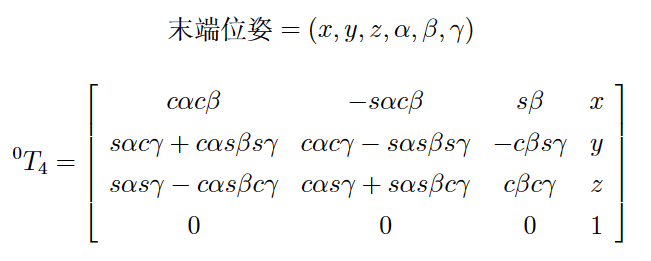 末端位姿 = (x, y, z, α, β, γ)
cαcβ −sαcβ sβ x
⁰T₄ = sαcγ + cαsβsγ cαcγ − sαsβsγ −cβsγ y
sαsγ − cαsβcγ cαsγ + sαsβcγ cβcγ z
0 0 0 1